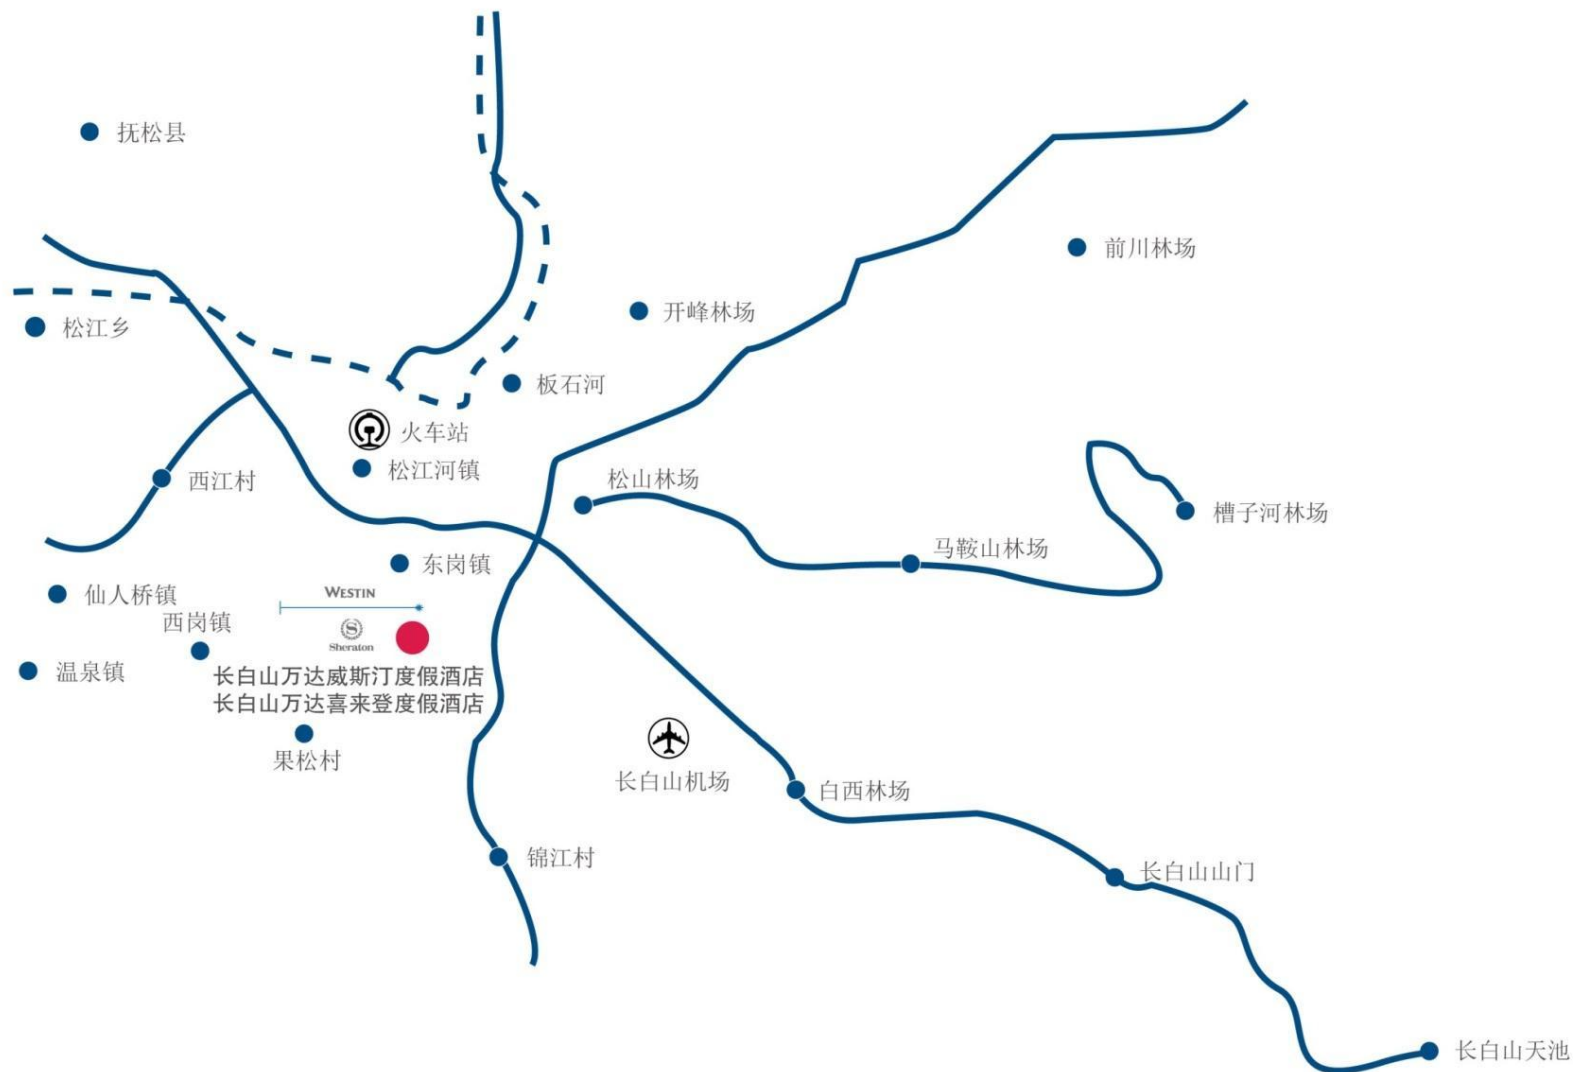 抚松县
前川林场
开峰林场
松江乡
板石河
火车站
松江河镇
西江村
松山林场
槽子河林场
马鞍山林场
东岗镇
仙人桥镇
WESTIN
西岗镇
S
Sheraton
温泉镇
长白山万达威斯汀度假酒店
长白山万达喜来登度假酒店
果松村
长白山机场
白西林场
锦江村
长白山山门
长白山天池